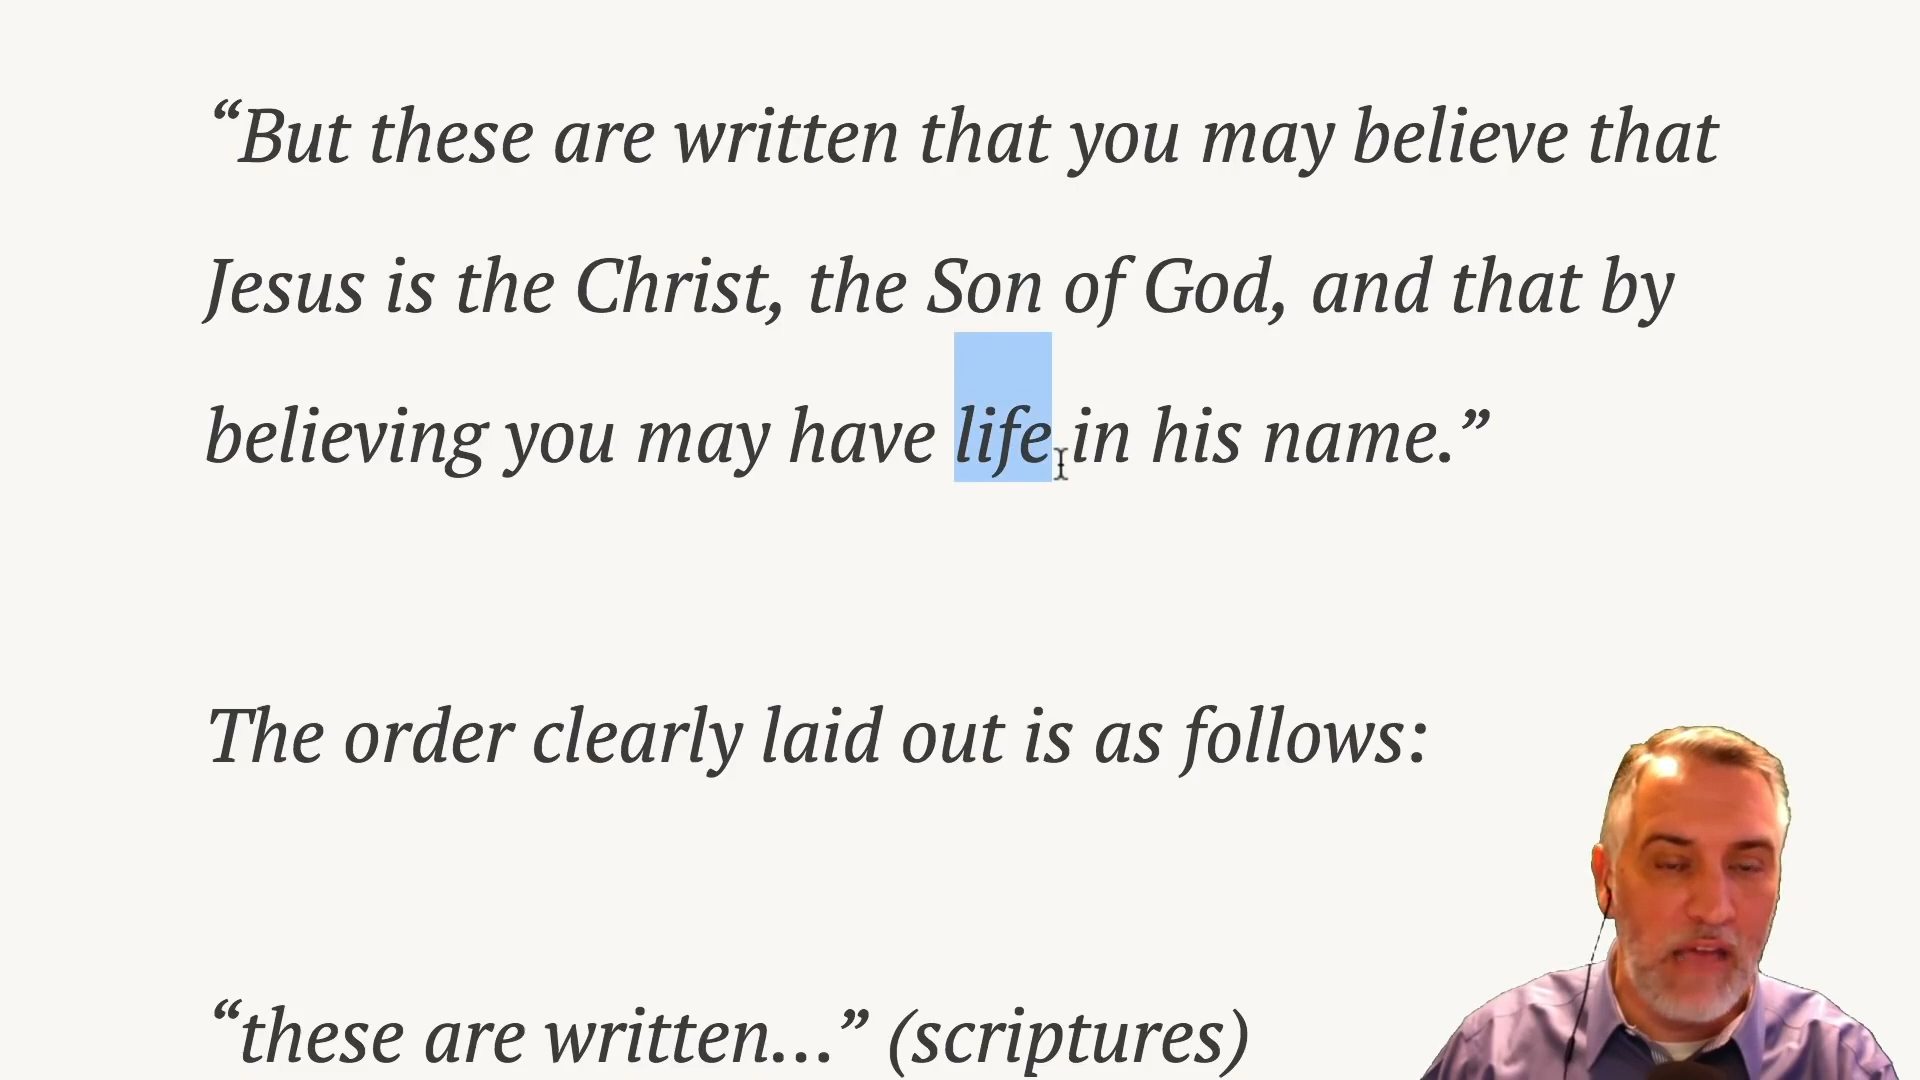 “But these are written that you may believe that
Jesus is the Christ, the Son of God, and that by
believing you may have life in his name.”
The order clearly laid out is as follows:
“these are written…” (scriptures)